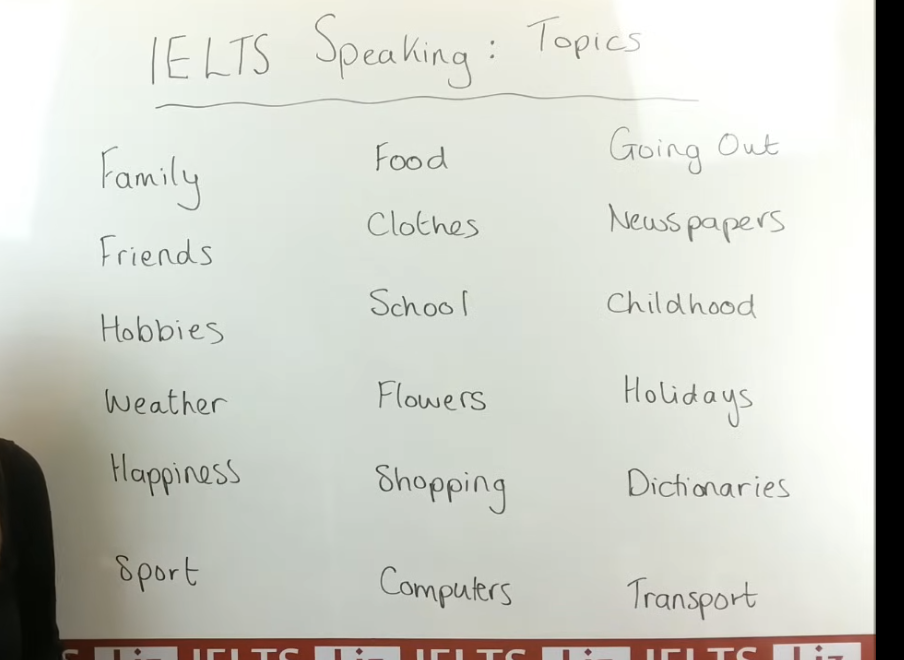 IELTS Speaking: Topics
Family
Friends
Hobbies
Weather
Happiness
Sport
Food
Clothes
School
Flowers
Shopping
Computers
Going Out
Newspapers
Childhood
Holidays
Dictionaries
Transport
S Liz IELTS Liz IELTS Liz IELTS Liz